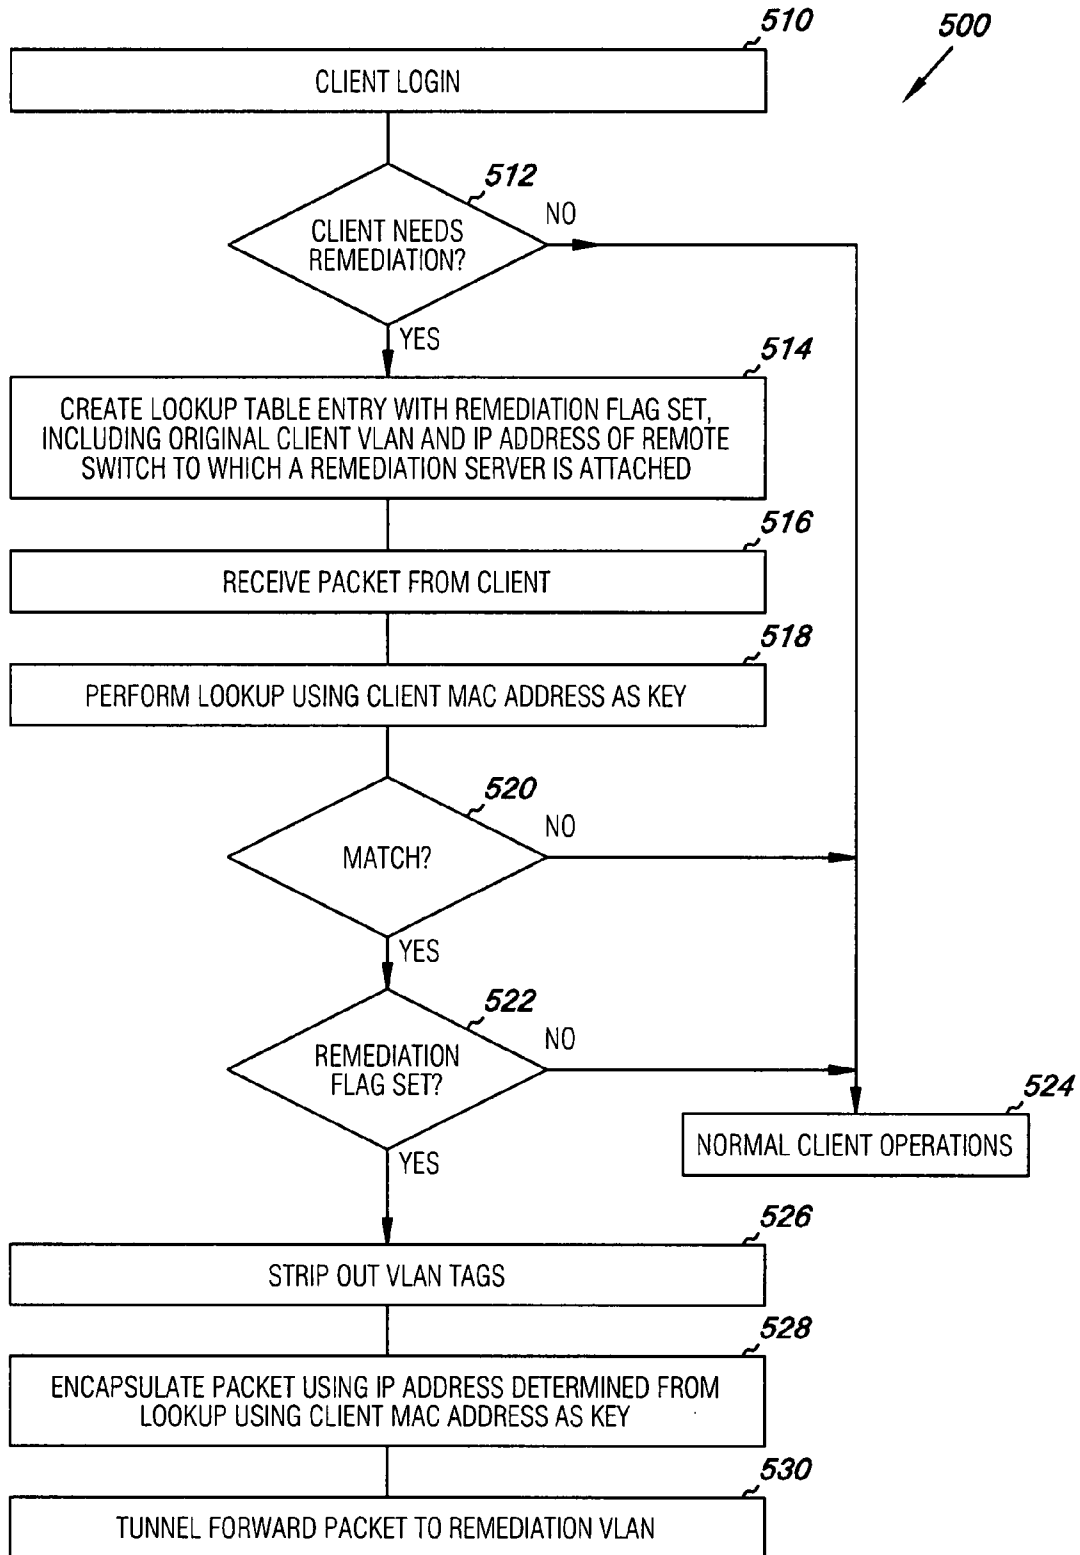 510
500
CLIENT LOGIN
512
NO
CLIENT NEEDS
REMEDIATION?
YES
514
CREATE LOOKUP TABLE ENTRY WITH REMEDIATION FLAG SET,
INCLUDING ORIGINAL CLIENT VLAN AND IP ADDRESS OF REMOTE
SWITCH TO WHICH A REMEDIATION SERVER IS ATTACHED
516
RECEIVE PACKET FROM CLIENT
518
PERFORM LOOKUP USING CLIENT MAC ADDRESS AS KEY
520
NO
MATCH?
YES
522
NO
REMEDIATION
FLAG SET?
524
NORMAL CLIENT OPERATIONS
YES
526
STRIP OUT VLAN TAGS
528
ENCAPSULATE PACKET USING IP ADDRESS DETERMINED FROM
LOOKUP USING CLIENT MAC ADDRESS AS KEY
530
TUNNEL FORWARD PACKET TO REMEDIATION VLAN